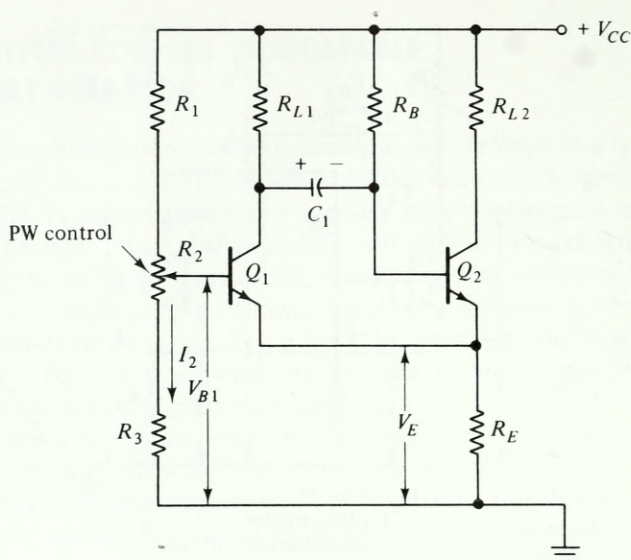 + V_CC
R_1
R_L1
R_B
R_L2
+ −
C_1
PW control
R_2
Q_1
Q_2
I_2
V_B1
V_E
R_3
R_E